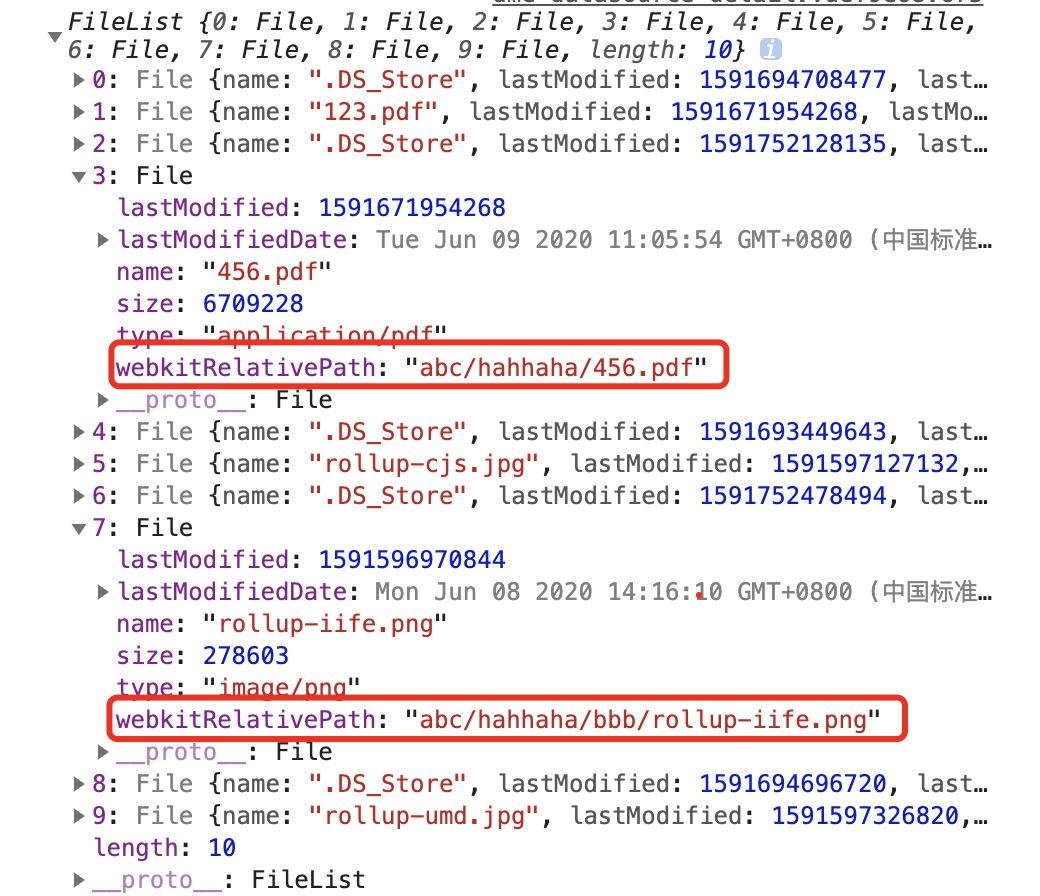 FileList {0: File, 1: File, 2: File, 3: File, 4: File, 5: File,
6: File, 7: File, 8: File, 9: File, length: 10} i
0: File {name: ".DS_Store", lastModified: 1591694708477, last…
1: File {name: "123.pdf", lastModified: 1591671954268, lastMo…
2: File {name: ".DS_Store", lastModified: 1591752128135, last…
3: File
lastModified: 1591671954268
lastModifiedDate: Tue Jun 09 2020 11:05:54 GMT+0800 (中国标准…
name: "456.pdf"
size: 6709228
type: "application/pdf"
webkitRelativePath: "abc/hahhaha/456.pdf"
__proto__: File
4: File {name: ".DS_Store", lastModified: 1591693449643, last…
5: File {name: "rollup-cjs.jpg", lastModified: 1591597127132,…
6: File {name: ".DS_Store", lastModified: 1591752478494, last…
7: File
lastModified: 1591596970844
lastModifiedDate: Mon Jun 08 2020 14:16:10 GMT+0800 (中国标准…
name: "rollup-iife.png"
size: 278603
type: "image/png"
webkitRelativePath: "abc/hahhaha/bbb/rollup-iife.png"
__proto__: File
8: File {name: ".DS_Store", lastModified: 1591694696720, last…
9: File {name: "rollup-umd.jpg", lastModified: 1591597326820,…
length: 10
__proto__: FileList